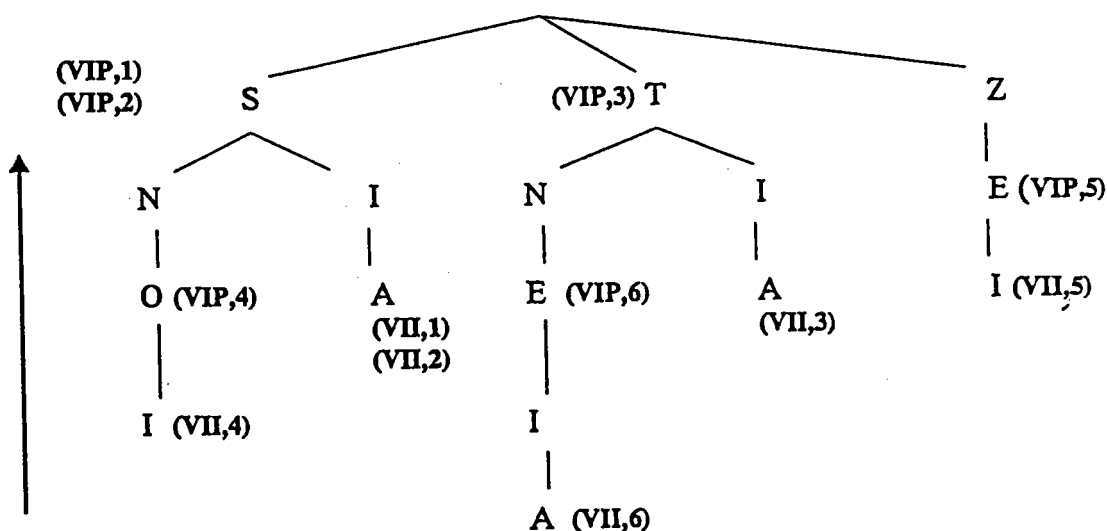 (VIP,1)
(VIP,2) S (VIP,3) T Z
N I N I E (VIP,5)
O (VIP,4) A E (VIP,6) A I (VII,5)
(VII,1) (VII,3)
(VII,2)
I (VII,4) I
A (VII,6)